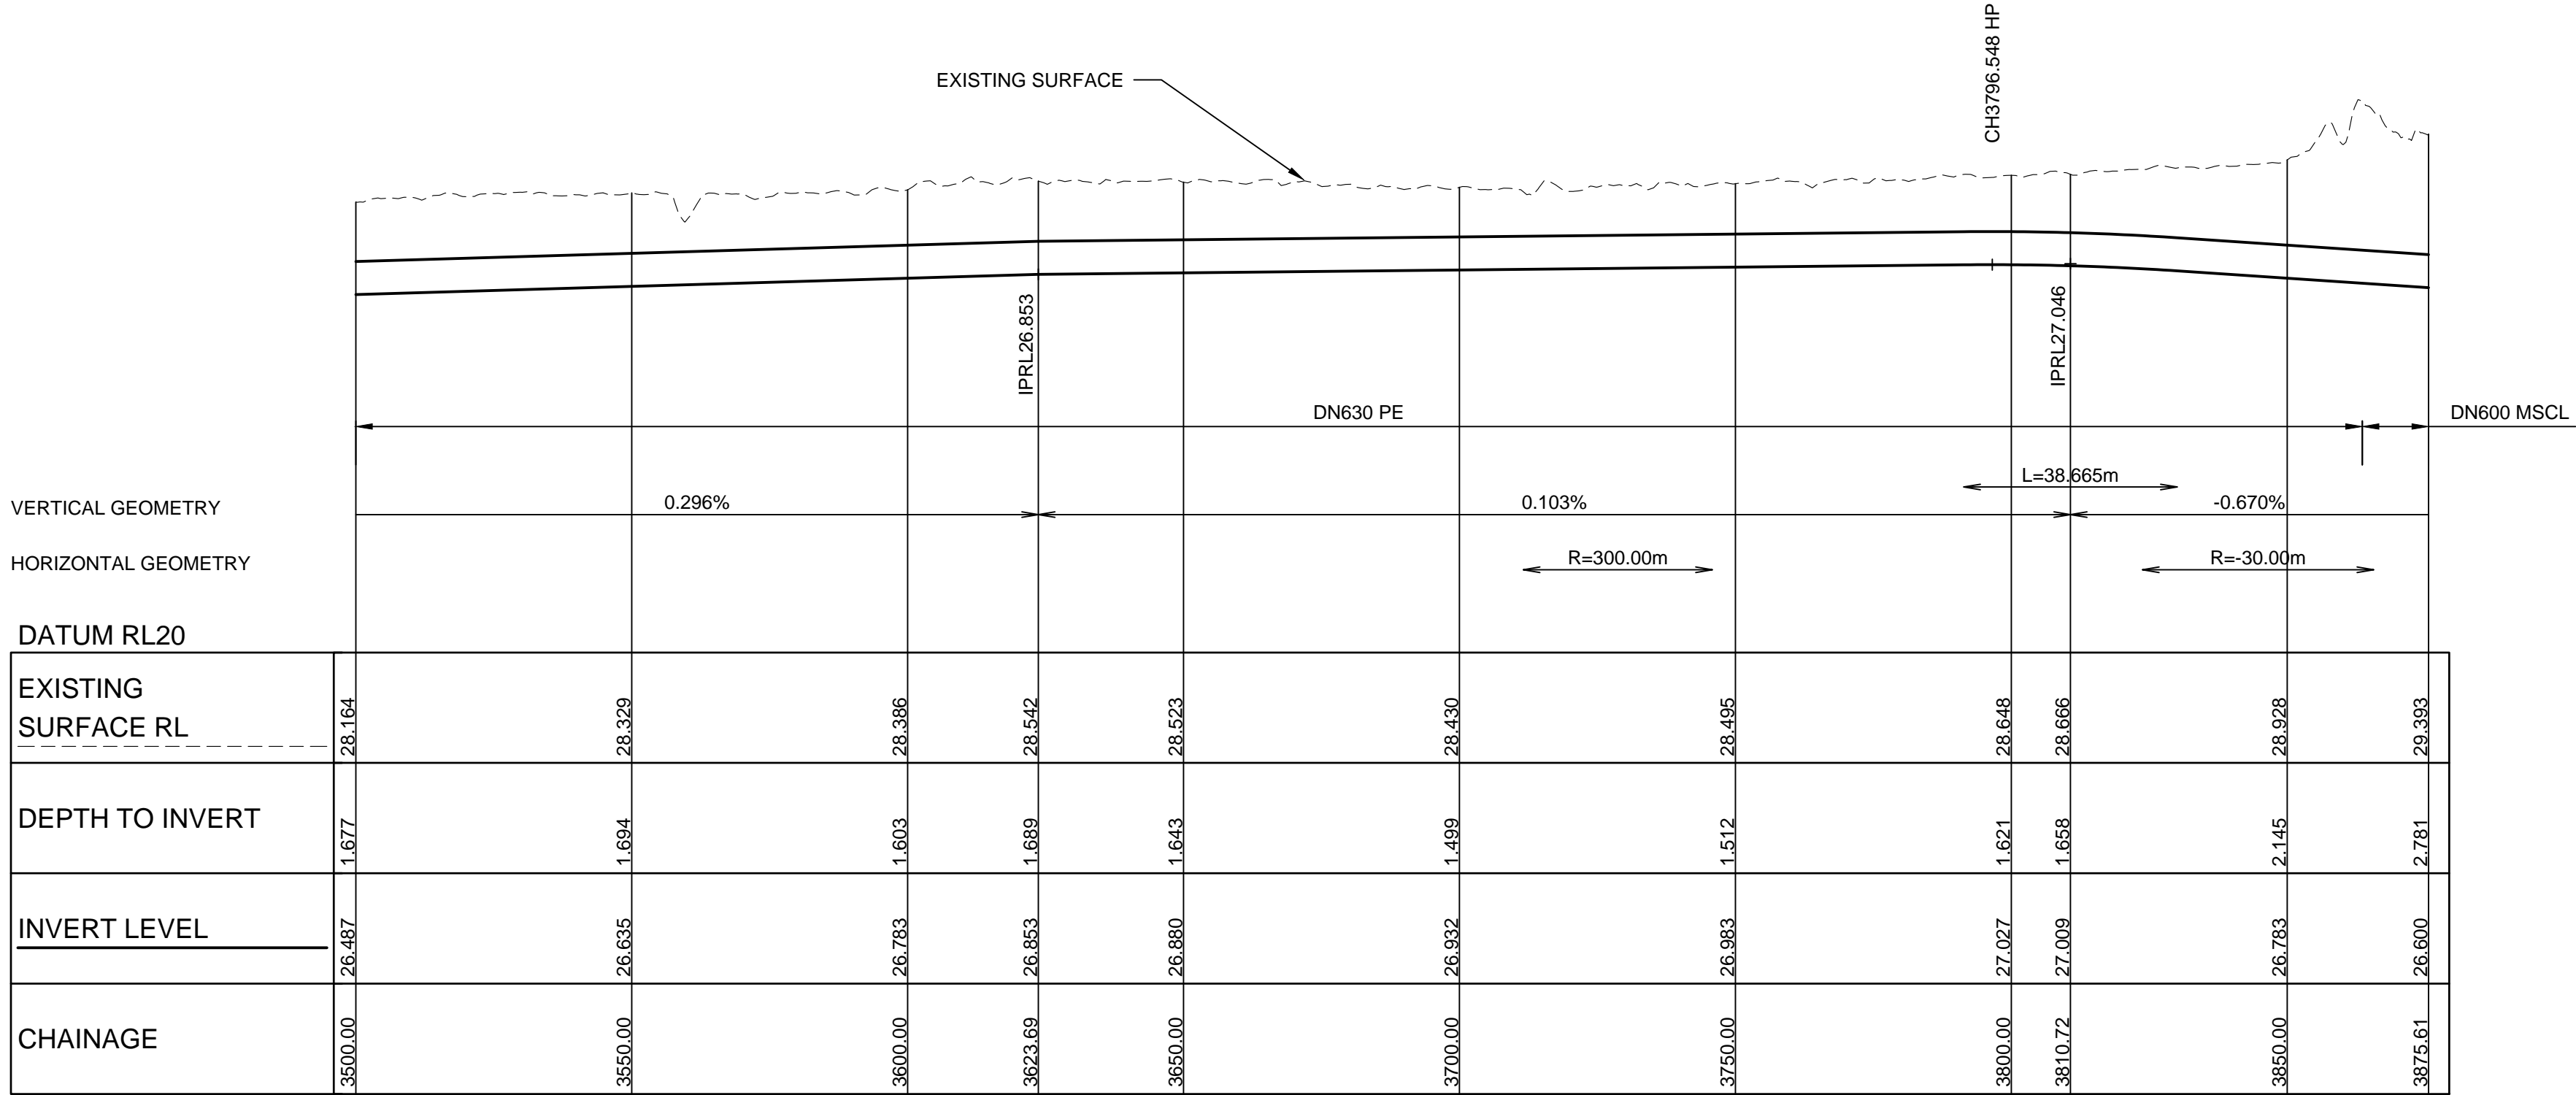 CH3796.548 HP
EXISTING SURFACE
IPRL26.853
IPRL27.046
DN630 PE
DN600 MSCL
L=38.665m
VERTICAL GEOMETRY
0.296%
0.103%
-0.670%
HORIZONTAL GEOMETRY
R=300.00m
R=-30.00m
DATUM RL20
EXISTING
SURFACE RL
28.164
28.329
28.386
28.542
28.523
28.430
28.495
28.648
28.666
28.928
29.393
DEPTH TO INVERT
1.677
1.694
1.603
1.689
1.643
1.499
1.512
1.621
1.658
2.145
2.781
INVERT LEVEL
26.487
26.635
26.783
26.853
26.880
26.932
26.983
27.027
27.009
26.783
26.600
CHAINAGE
3500.00
3550.00
3600.00
3623.69
3650.00
3700.00
3750.00
3800.00
3810.72
3850.00
3875.61